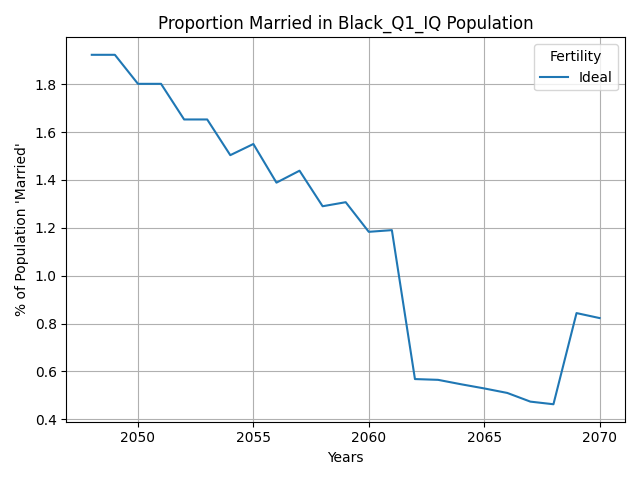 Proportion Married in Black_Q1_IQ Population
Fertility
Ideal
% of Population 'Married'
1.8
1.6
1.4
1.2
1.0
0.8
0.6
0.4
2050
2055
2060
2065
2070
Years